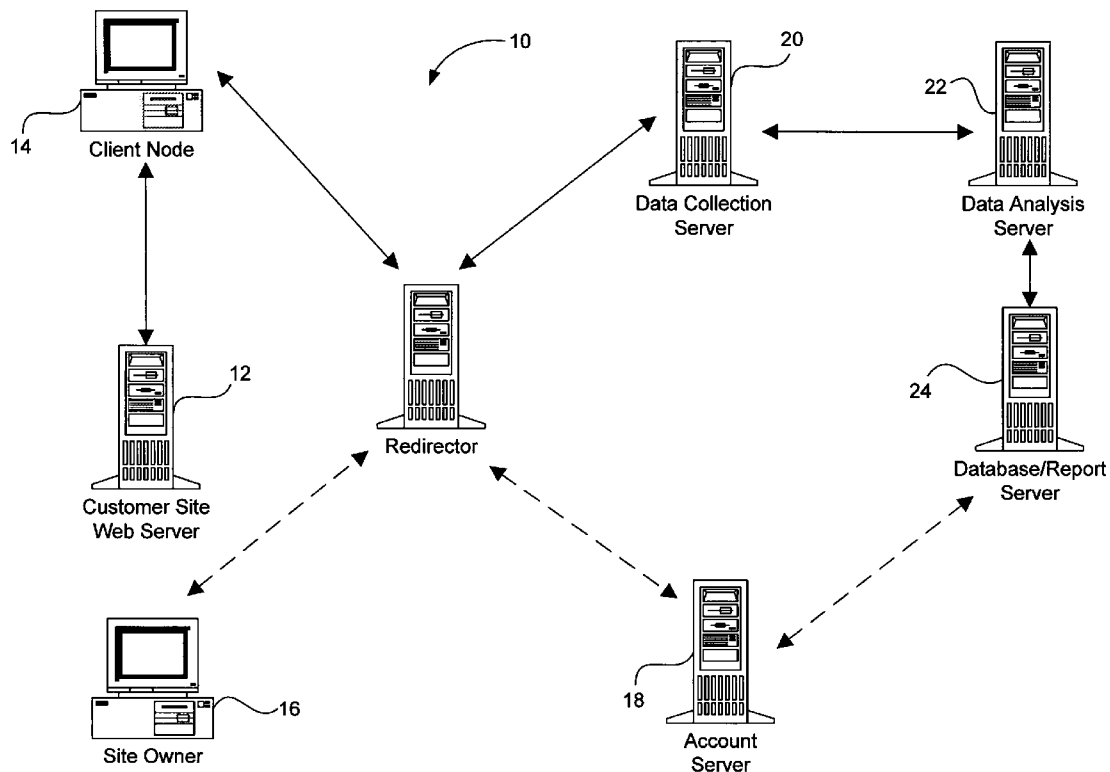 10
20
22
14
Client Node
Data Collection
Server
Data Analysis
Server
12
24
Redirector
Customer Site
Web Server
Database/Report
Server
16
18
Site Owner
Account
Server